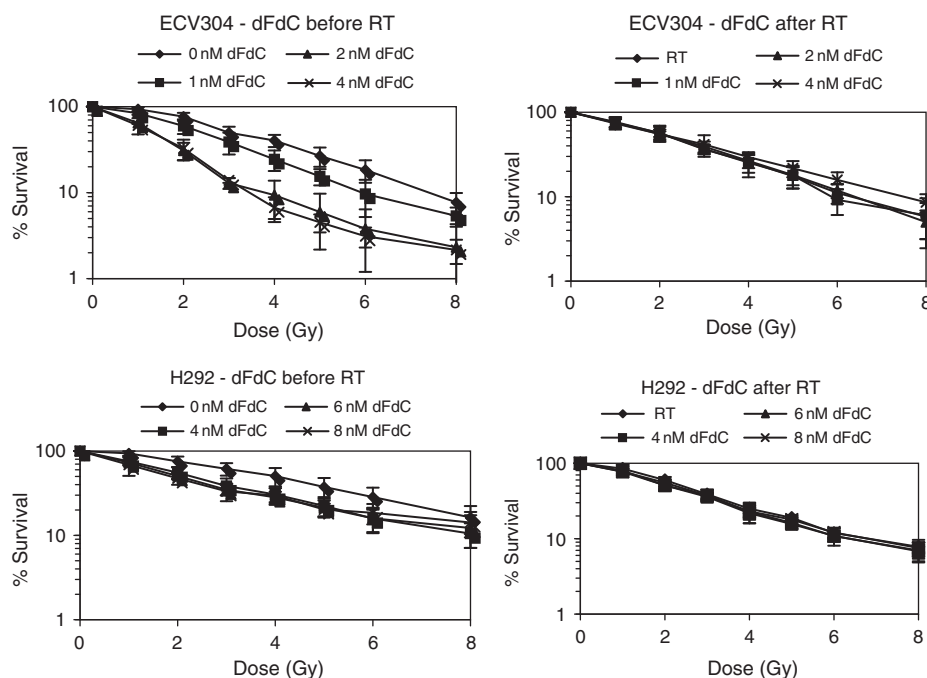 ECV304 - dFdC before RT
0 nM dFdC 2 nM dFdC
1 nM dFdC 4 nM dFdC
100
10
1
% Survival
0 2 4 6 8
Dose (Gy)
ECV304 - dFdC after RT
RT 2 nM dFdC
1 nM dFdC 4 nM dFdC
100
10
1
% Survival
0 2 4 6 8
Dose (Gy)
H292 - dFdC before RT
0 nM dFdC 6 nM dFdC
4 nM dFdC 8 nM dFdC
100
10
1
% Survival
0 2 4 6 8
Dose (Gy)
H292 - dFdC after RT
RT 6 nM dFdC
4 nM dFdC 8 nM dFdC
100
10
1
% Survival
0 2 4 6 8
Dose (Gy)